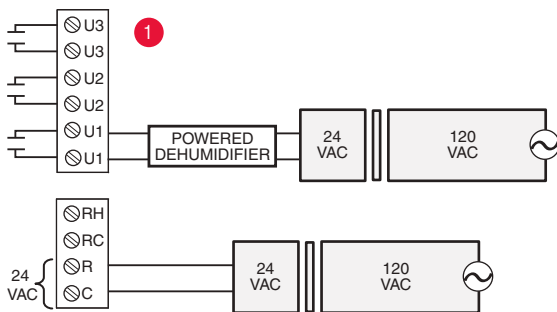 U3
1
U3
U2
U2
U1
POWERED
DEHUMIDIFIER
24
VAC
120
VAC
U1
RH
RC
R
C
24
VAC
24
VAC
120
VAC